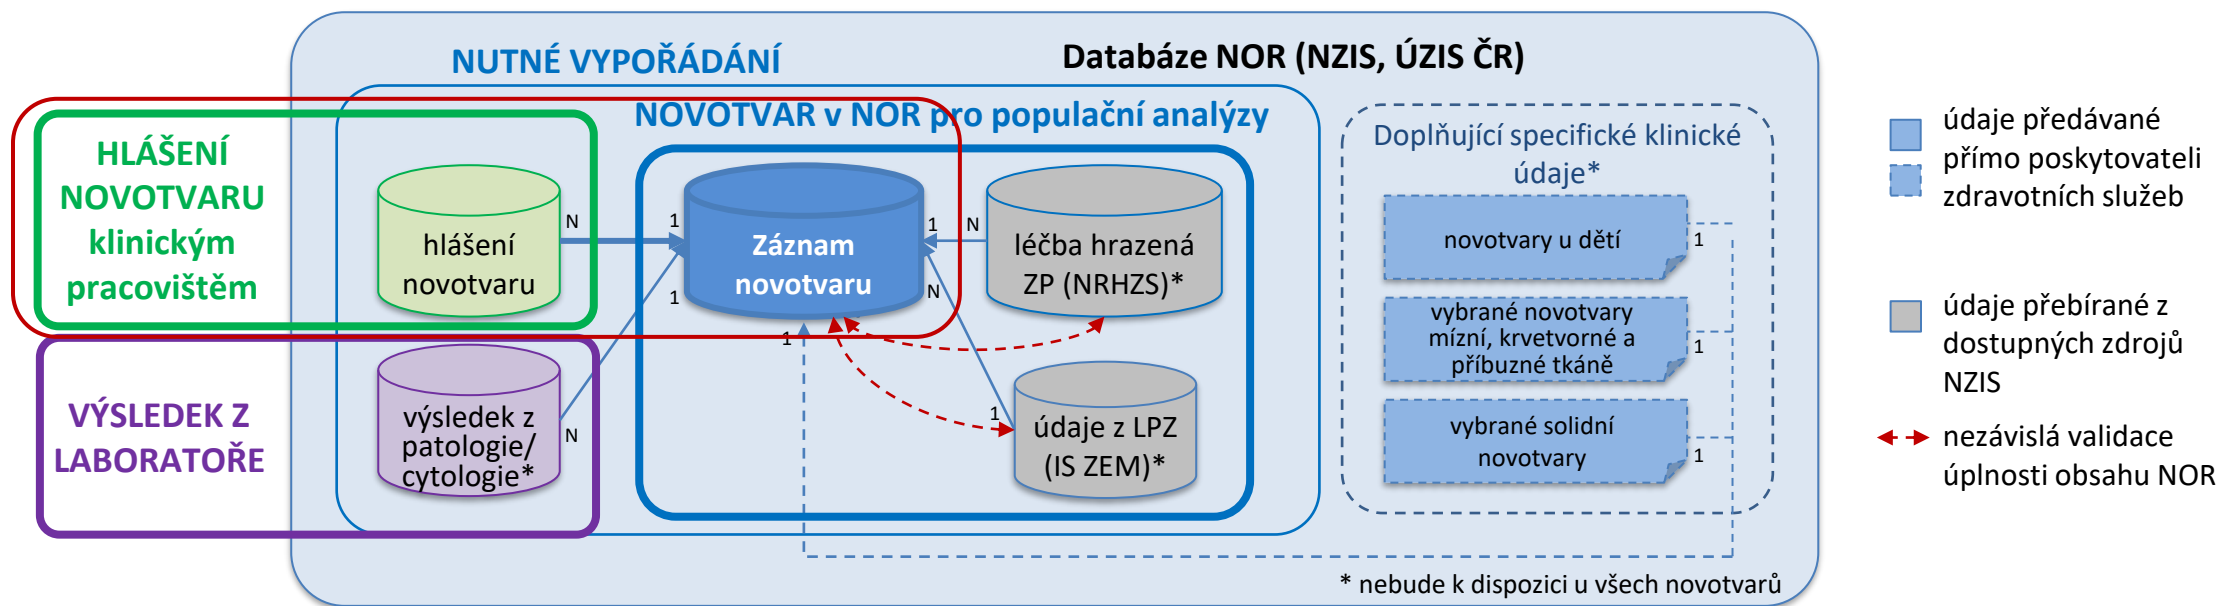 NUTNÉ VYPOŘÁDÁNÍ
Databáze NOR (NZIS, ÚZIS ČR)
NOVOTVAR v NOR pro populační analýzy
HLÁŠENÍ
NOVOTVARU
klinickým
pracovištěm
hlášení
novotvaru
N
1
1
Záznam
novotvaru
1
N
N
1
léčba hrazená
ZP (NRHZS)*
VÝSLEDEK Z
LABORATOŘE
výsledek z
patologie/
cytologie*
N
1
údaje z LPZ
(IS ZEM)*
Doplňující specifické klinické
údaje*
novotvary u dětí
1
vybrané novotvary
mízní, krvetvorné a
příbuzné tkáně
1
vybrané solidní
novotvary
1
* nebude k dispozici u všech novotvarů
údaje předávané
přímo poskytovateli
zdravotních služeb
údaje přebírané z
dostupných zdrojů
NZIS
nezávislá validace
úplnosti obsahu NOR